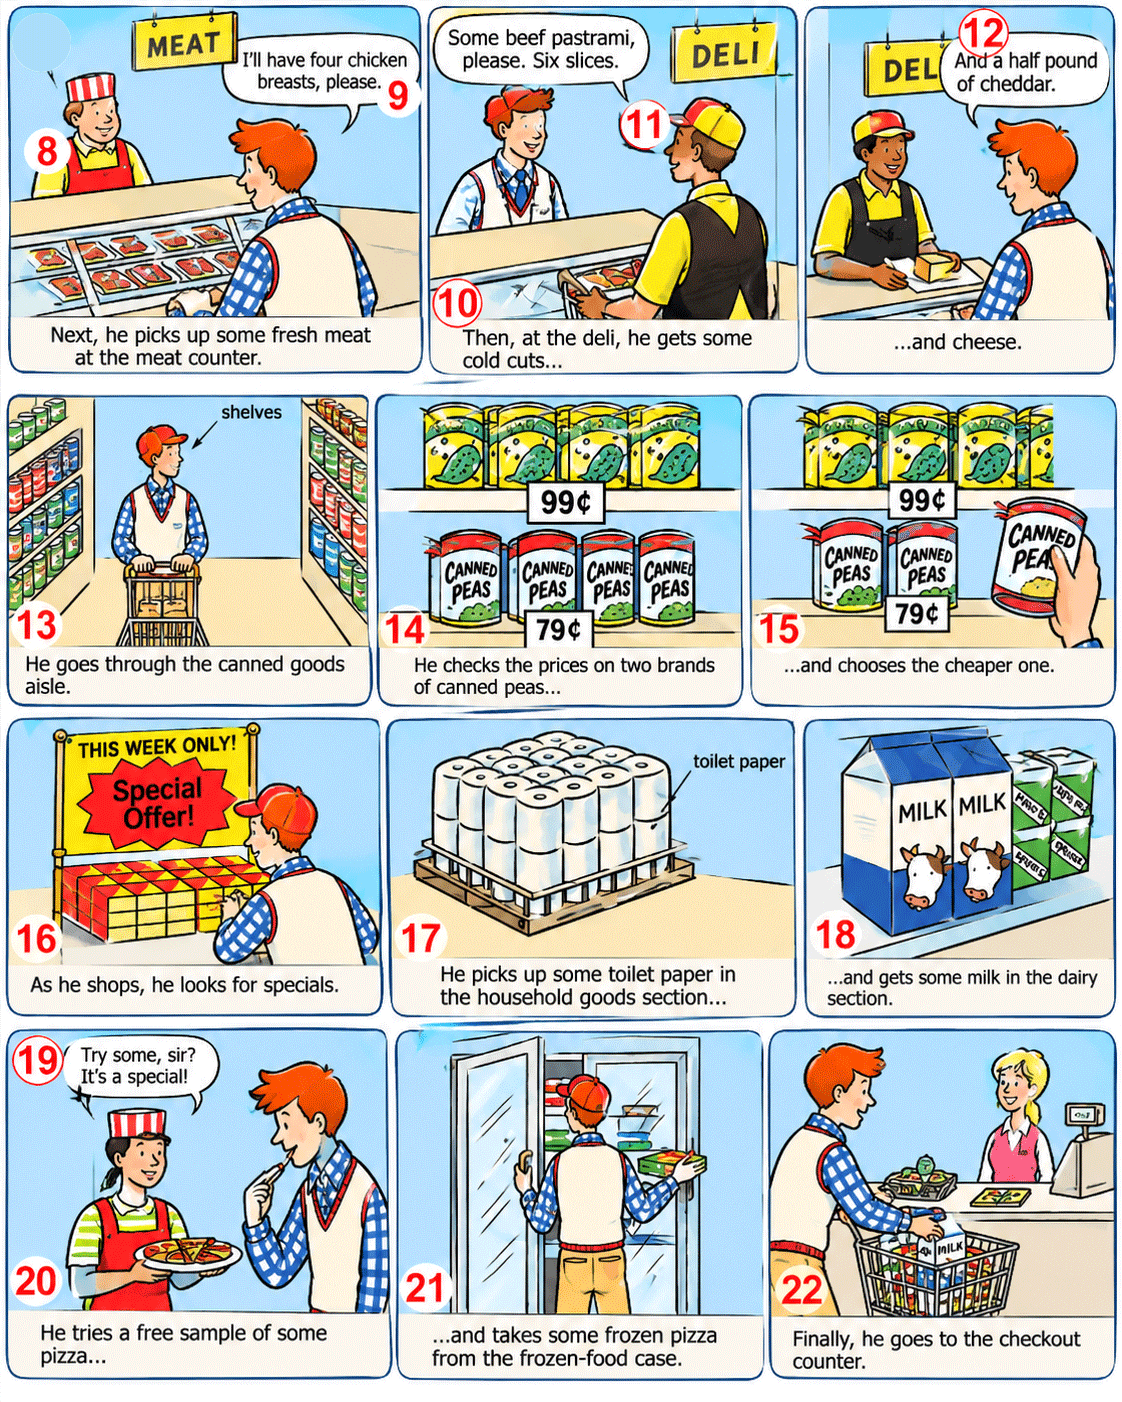 MEAT
I'll have four chicken
breasts, please.
9
8
Next, he picks up some fresh meat
at the meat counter.
Some beef pastrami,
please. Six slices.
DELI
11
10
Then, at the deli, he gets some
cold cuts...
12
DEL
And a half pound
of cheddar.
...and cheese.
shelves
13
He goes through the canned goods
aisle.
99¢
CANNED
PEAS
CANNED
PEAS
CANNED
PEAS
CANNED
PEAS
79¢
14
He checks the prices on two brands
of canned peas...
99¢
CANNED
PEAS
CANNED
PEAS
CANNED
PEA
79¢
15
...and chooses the cheaper one.
THIS WEEK ONLY!
Special
Offer!
16
As he shops, he looks for specials.
toilet paper
17
He picks up some toilet paper in
the household goods section...
MILK
MILK
18
...and gets some milk in the dairy
section.
19
Try some, sir?
It's a special!
20
He tries a free sample of some
pizza...
21
...and takes some frozen pizza
from the frozen-food case.
MILK
22
Finally, he goes to the checkout
counter.